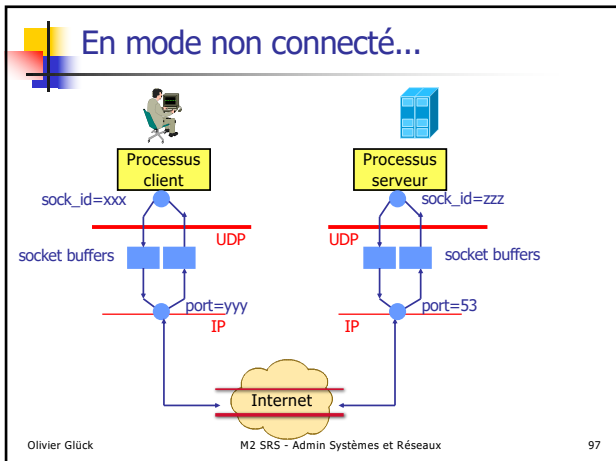 En mode non connecté...
Processus
client
Processus
serveur
sock_id=xxx
sock_id=zzz
UDP
UDP
socket buffers
socket buffers
port=yyy
port=53
IP
IP
Internet
Olivier Glück
M2 SRS - Admin Systèmes et Réseaux
97